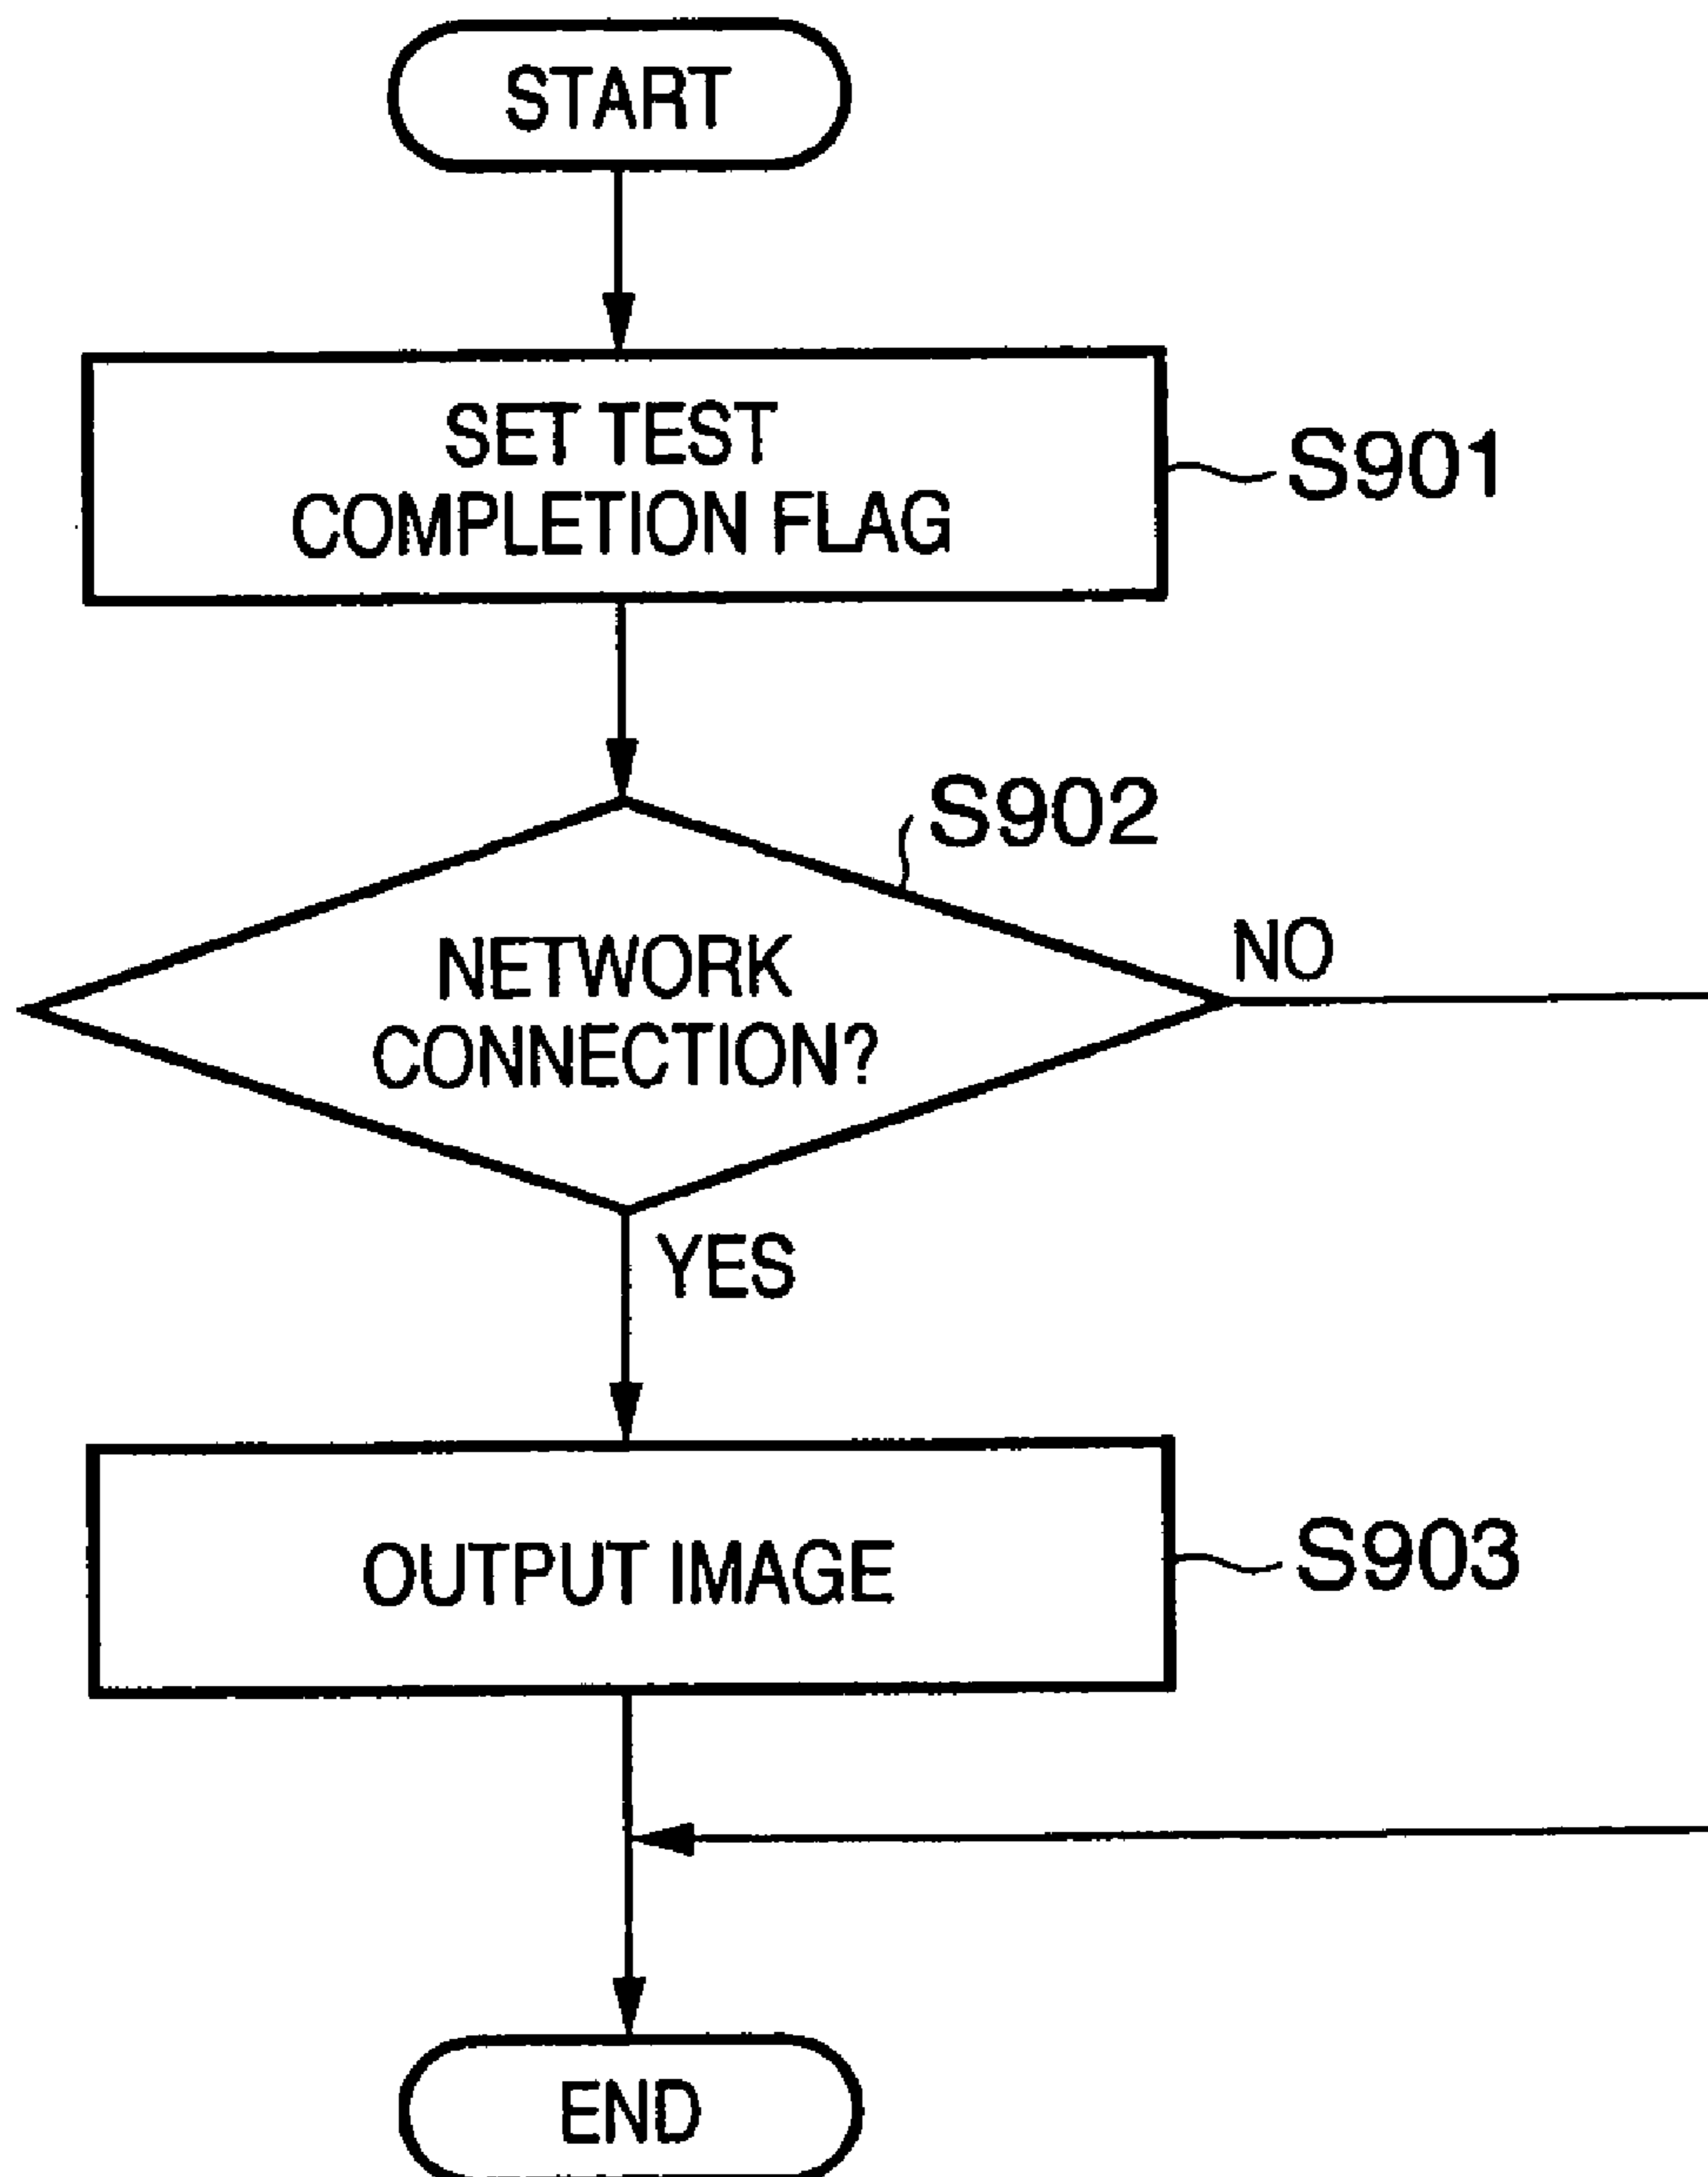 START
SET TEST
COMPLETION FLAG
S901
S902
NETWORK
CONNECTION?
NO
YES
OUTPUT IMAGE
S903
END